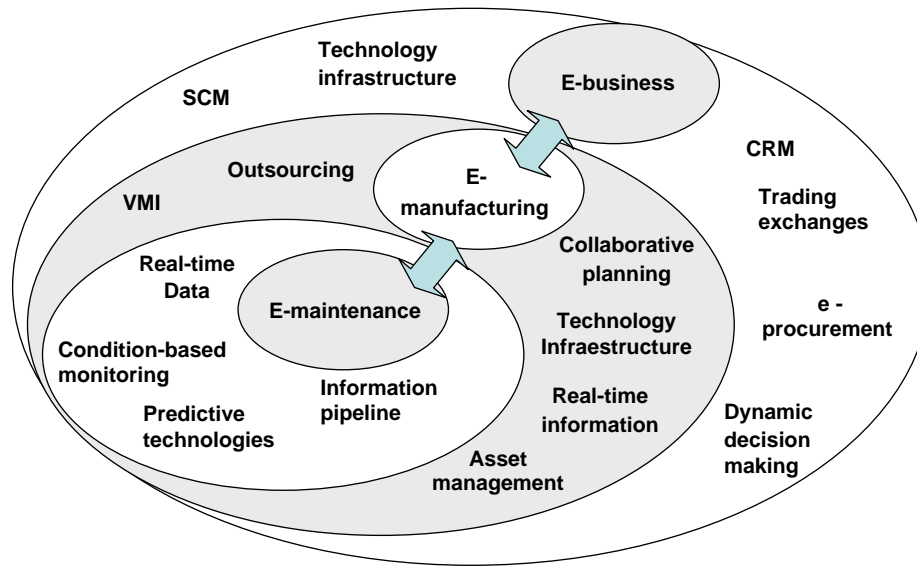 Technology
infrastructure
E-business
SCM
CRM
Outsourcing
E-
manufacturing
VMI
Trading
exchanges
Collaborative
planning
Real-time
Data
E-maintenance
e -
procurement
Technology
Infraestructure
Condition-based
monitoring
Information
pipeline
Real-time
information
Predictive
technologies
Dynamic
decision
making
Asset
management